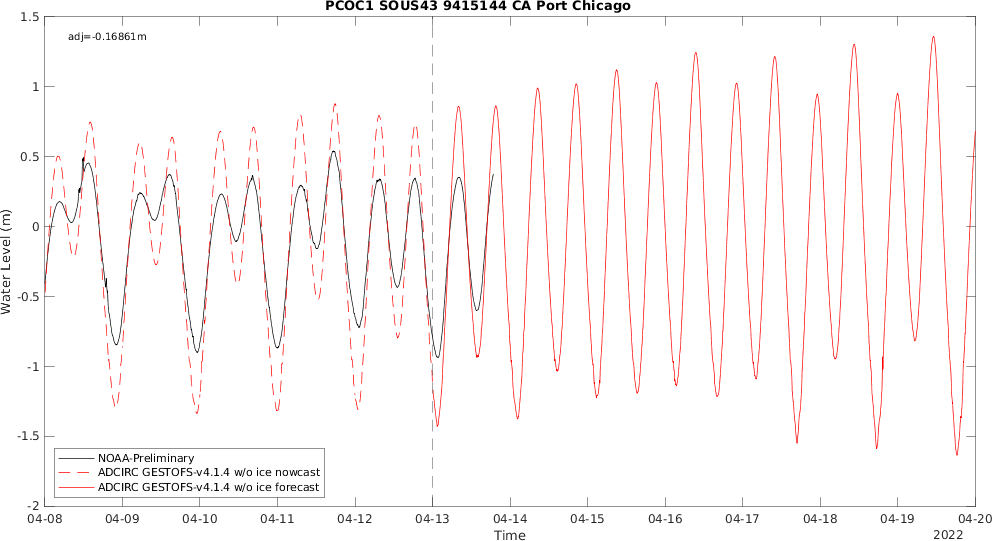 PCOC1 SOUS43 9415144 CA Port Chicago
adj=-0.16861m
1.5
1
0.5
0
-0.5
-1
-1.5
-2
Water Level (m)
NOAA-Preliminary
ADCIRC GESTOFS-v4.1.4 w/o ice nowcast
ADCIRC GESTOFS-v4.1.4 w/o ice forecast
04-08 04-09 04-10 04-11 04-12 04-13 04-14 04-15 04-16 04-17 04-18 04-19 04-20
Time
2022